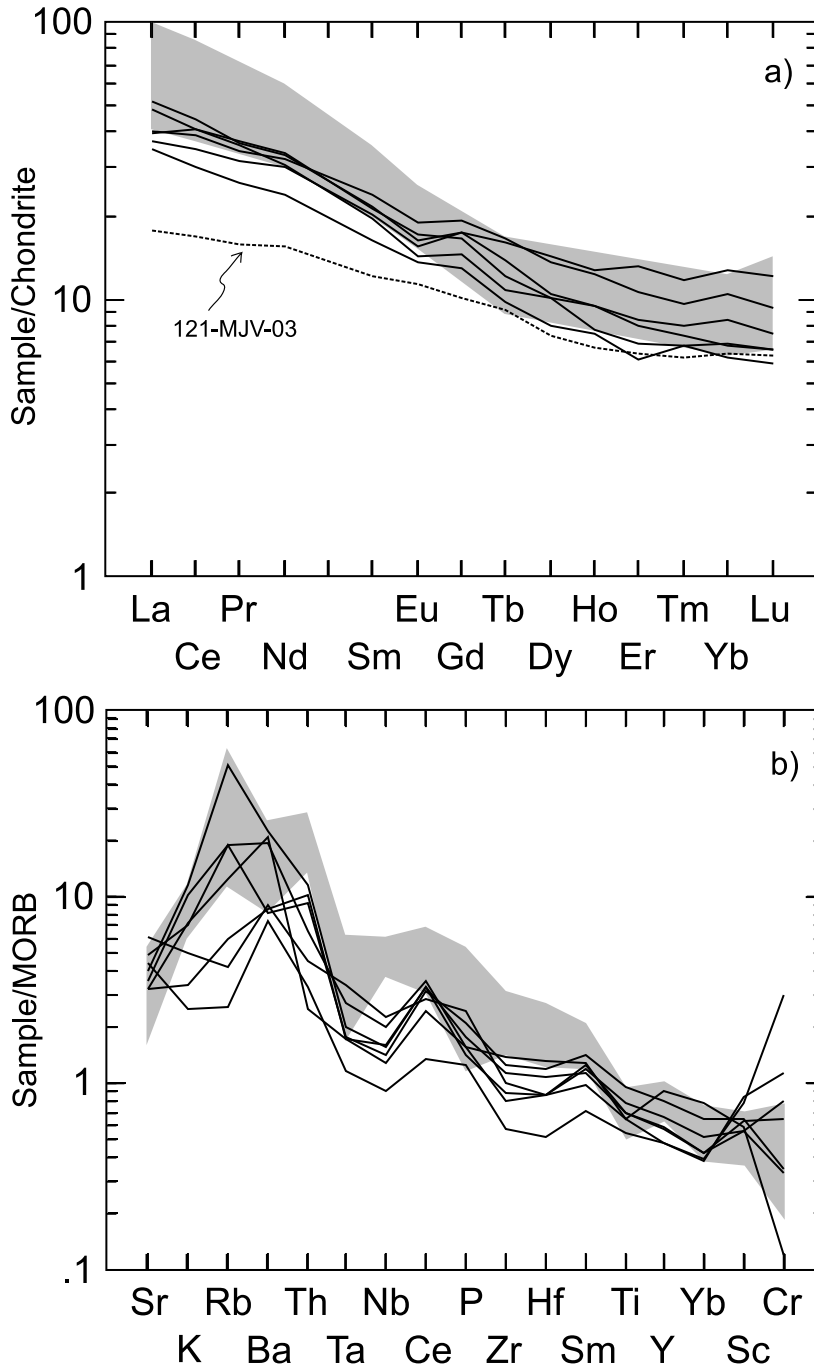 100
a)
Sample/Chondrite
10
121-MJV-03
1
La Pr Eu Tb Ho Tm Lu
Ce Nd Sm Gd Dy Er Yb
100
b)
Sample/MORB
10
1
.1
Sr Rb Th Nb P Hf Ti Yb Cr
K Ba Ta Ce Zr Sm Y Sc